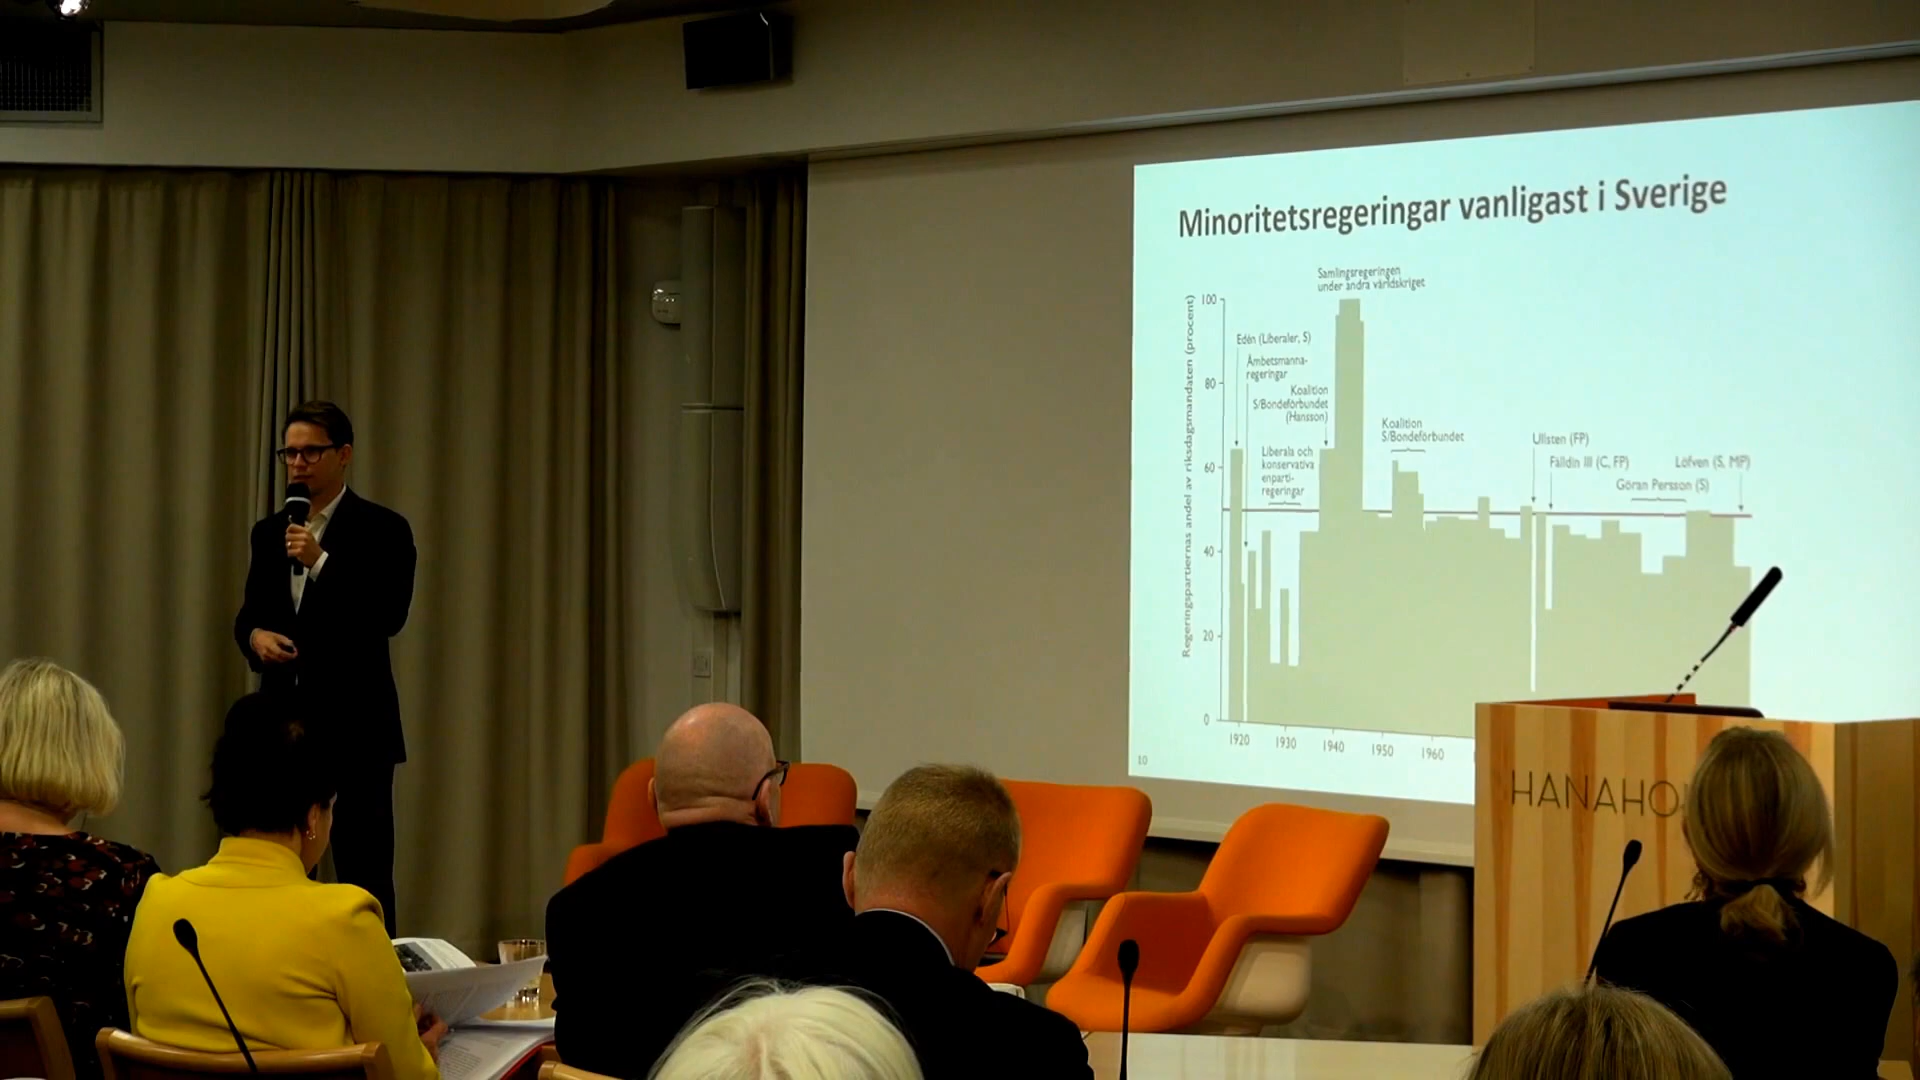 Minoritetsregeringar vanligast i Sverige
Samlingsregeringen
under andra världskriget
Edén (Liberaler, S)
Ämbetsmanna-
regeringar
Koalition
S/Bondeförbundet
(Hansson)
Liberala och
konservativa
enparti-
regeringar
Koalition
S/Bondeförbundet
Ullsten (FP)
Fälldin III (C, FP)
Löfven (S, MP)
Göran Persson (S)
Regeringspartiernas andel av riksdagsmandaten (procent)
100
80
60
40
20
0
1920 1930 1940 1950 1960
10
HANAHO